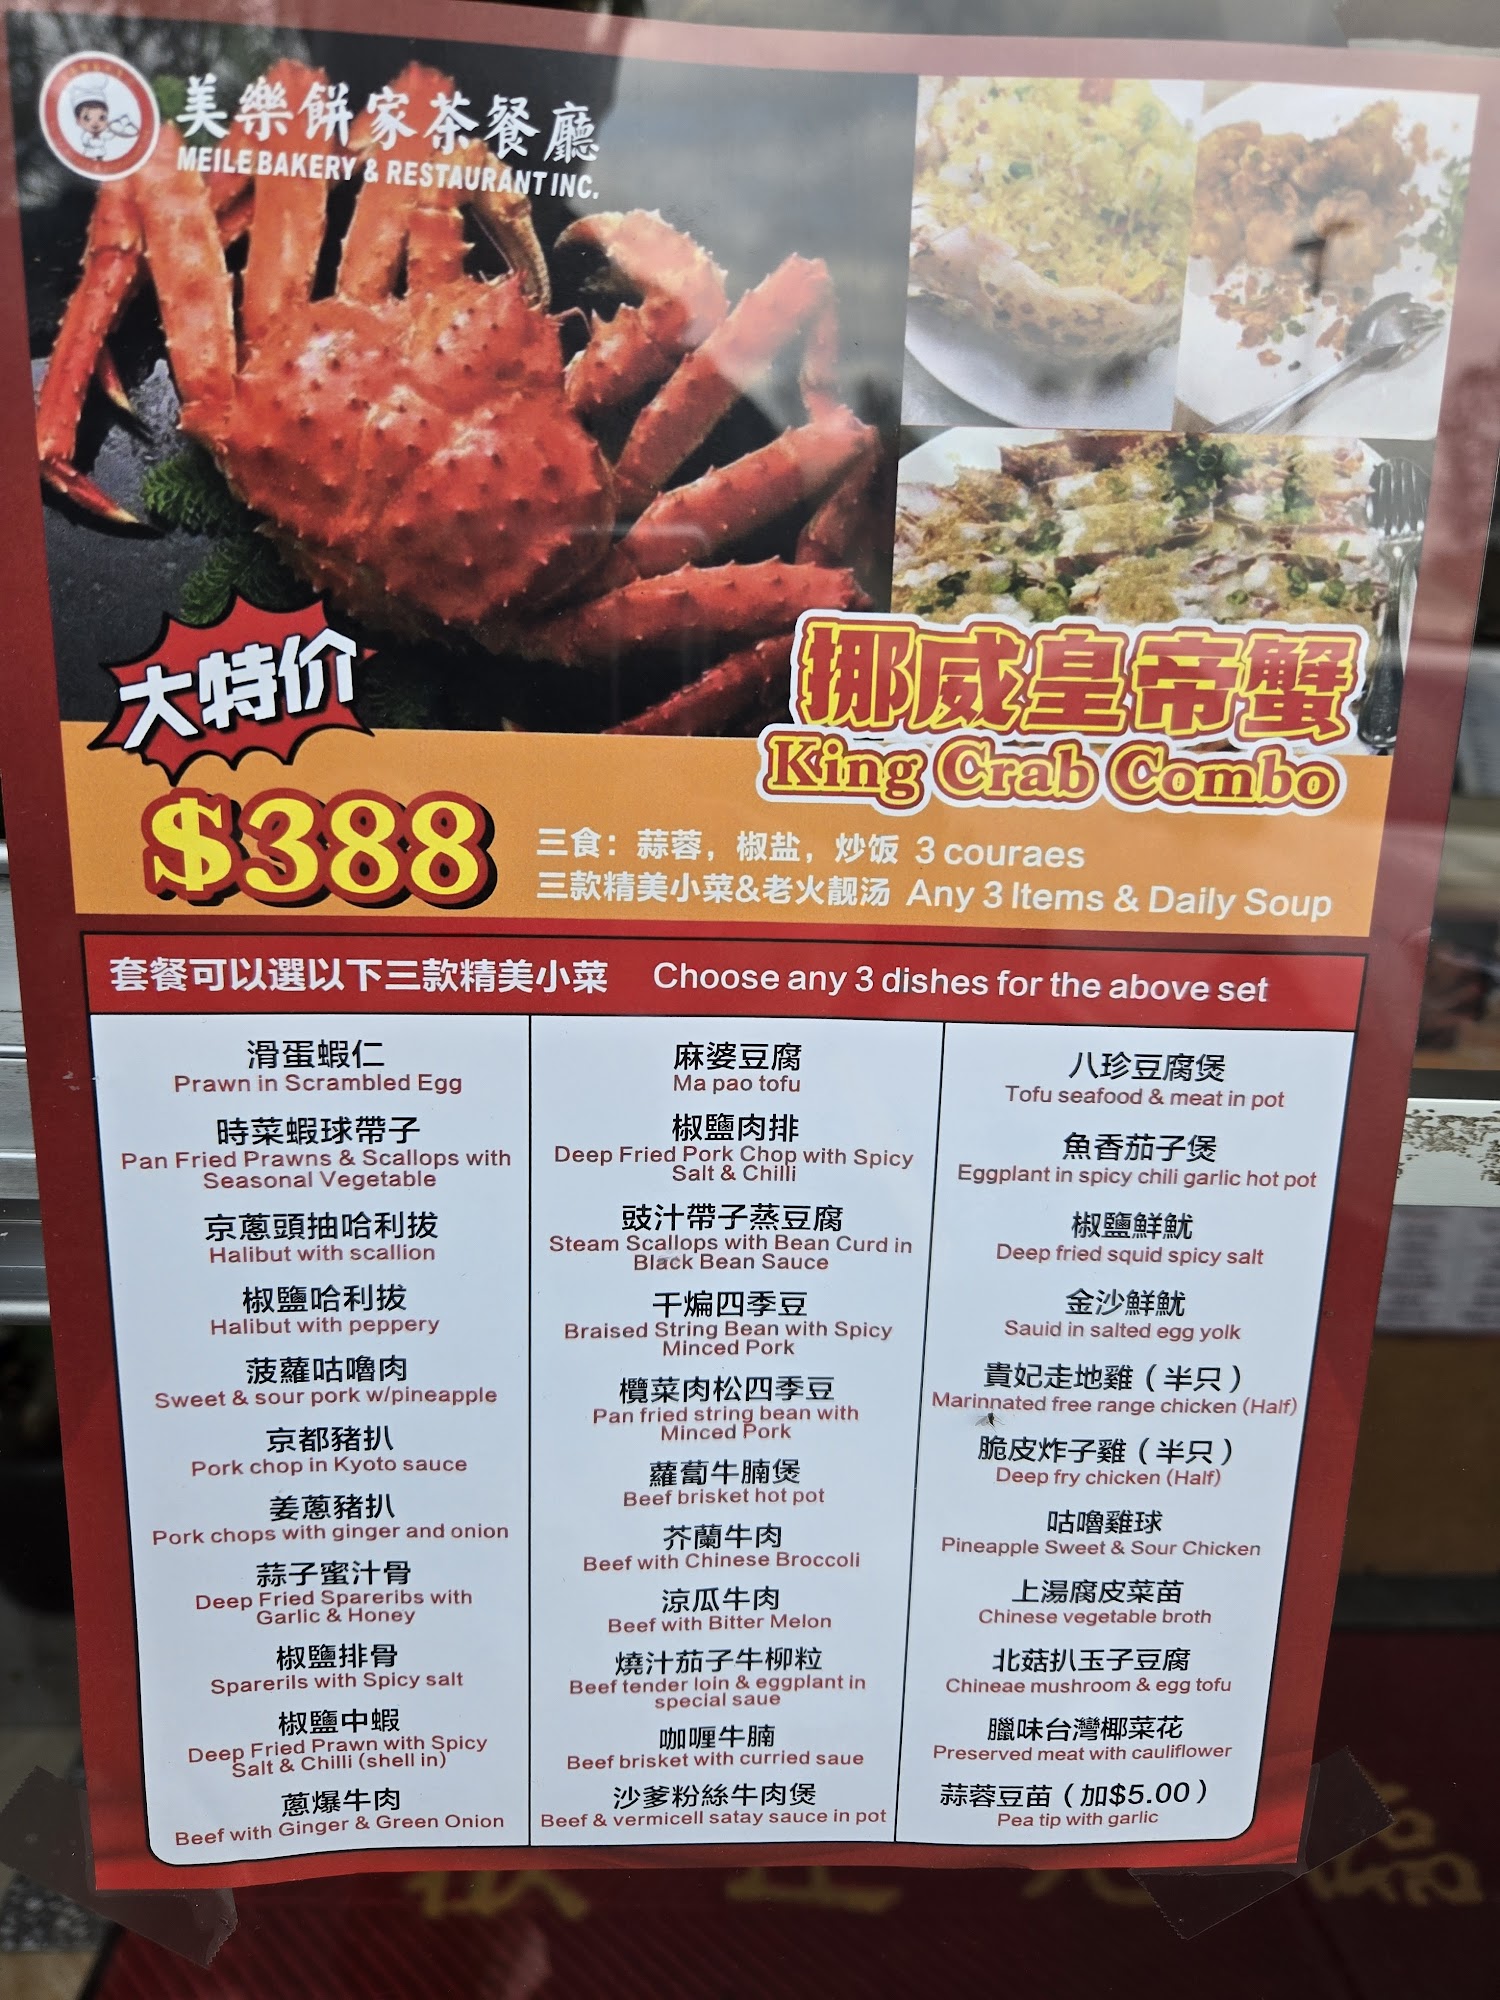 美樂餅家茶餐廳
MEILE BAKERY & RESTAURANT INC.
大特价
挪威皇帝蟹
King Crab Combo
$388
三食：蒜蓉，椒盐，炒饭 3 couraes
三款精美小菜&老火靓汤 Any 3 Items & Daily Soup
套餐可以選以下三款精美小菜 Choose any 3 dishes for the above set
滑蛋蝦仁
Prawn in Scrambled Egg
時菜蝦球帶子
Pan Fried Prawns & Scallops with
Seasonal Vegetable
京蔥頭抽哈利拔
Halibut with scallion
椒鹽哈利拔
Halibut with peppery
菠蘿咕嚕肉
Sweet & sour pork w/pineapple
京都豬扒
Pork chop in Kyoto sauce
姜蔥豬扒
Pork chops with ginger and onion
蒜子蜜汁骨
Deep Fried Spareribs with
Garlic & Honey
椒鹽排骨
Sparerils with Spicy salt
椒鹽中蝦
Deep Fried Prawn with Spicy
Salt & Chilli (shell in)
蔥爆牛肉
Beef with Ginger & Green Onion
麻婆豆腐
Ma pao tofu
椒鹽肉排
Deep Fried Pork Chop with Spicy
Salt & Chilli
豉汁帶子蒸豆腐
Steam Scallops with Bean Curd in
Black Bean Sauce
干煸四季豆
Braised String Bean with Spicy
Minced Pork
欖菜肉松四季豆
Pan fried string bean with
Minced Pork
蘿蔔牛腩煲
Beef brisket hot pot
芥蘭牛肉
Beef with Chinese Broccoli
涼瓜牛肉
Beef with Bitter Melon
燒汁茄子牛柳粒
Beef tender loin & eggplant in
special saue
咖喱牛腩
Beef brisket with curried saue
沙爹粉絲牛肉煲
Beef & vermicell satay sauce in pot
八珍豆腐煲
Tofu seafood & meat in pot
魚香茄子煲
Eggplant in spicy chili garlic hot pot
椒鹽鮮魷
Deep fried squid spicy salt
金沙鮮魷
Sauid in salted egg yolk
貴妃走地雞（半只）
Marinnated free range chicken (Half)
脆皮炸子雞（半只）
Deep fry chicken (Half)
咕嚕雞球
Pineapple Sweet & Sour Chicken
上湯腐皮菜苗
Chinese vegetable broth
北菇扒玉子豆腐
Chineae mushroom & egg tofu
臘味台灣椰菜花
Preserved meat with cauliflower
蒜蓉豆苗（加$5.00）
Pea tip with garlic